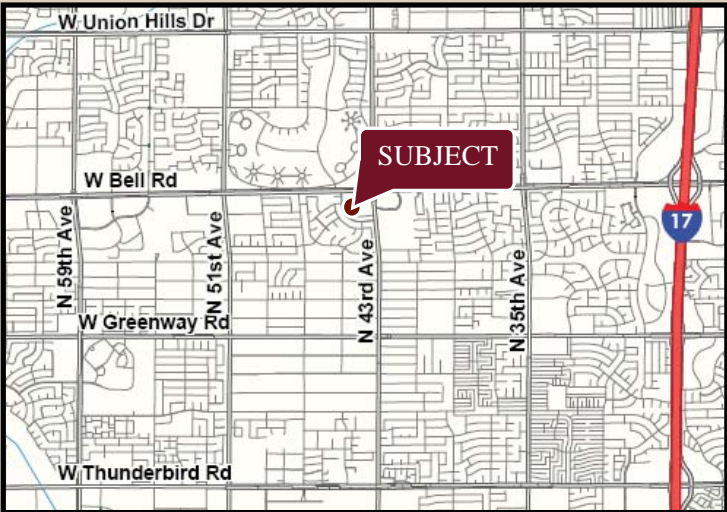 W Union Hills Dr
SUBJECT
W Bell Rd
17
N 59th Ave
N 51st Ave
N 43rd Ave
N 35th Ave
W Greenway Rd
W Thunderbird Rd